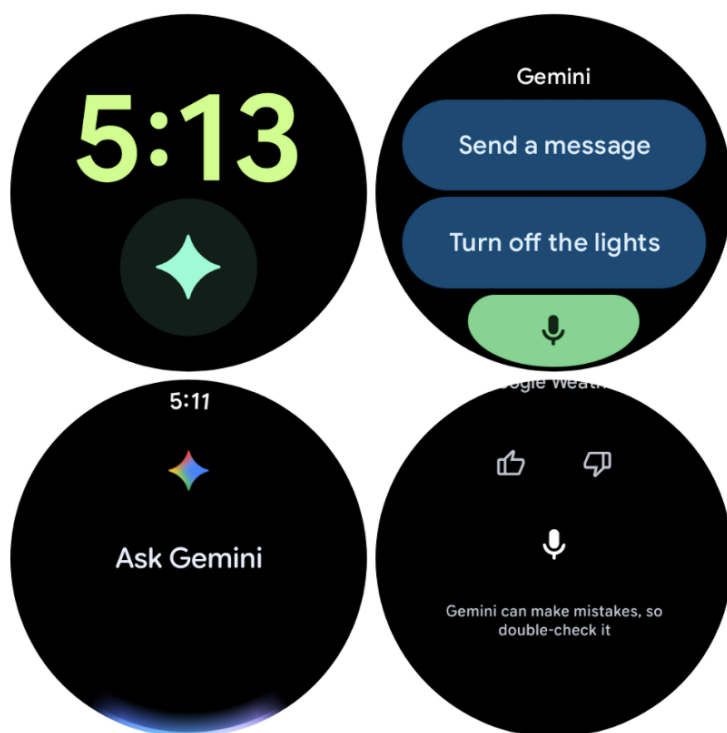 5:13
Gemini
Send a message
Turn off the lights
5:11
Ask Gemini
Gemini can make mistakes, so
double-check it